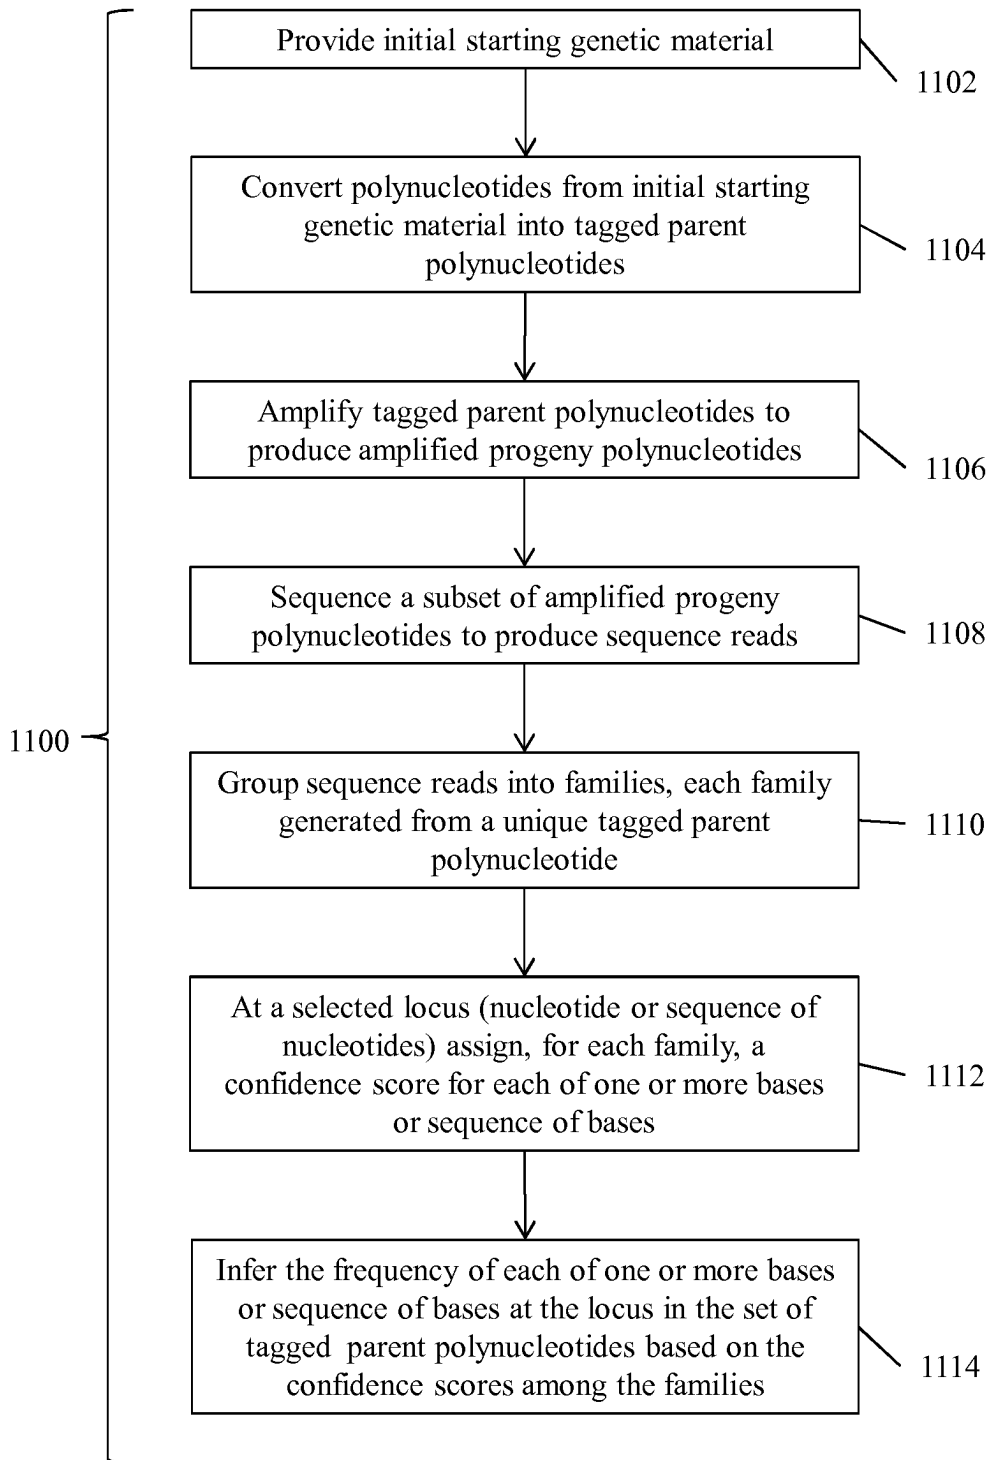 Provide initial starting genetic material
1102
Convert polynucleotides from initial starting
genetic material into tagged parent
polynucleotides
1104
Amplify tagged parent polynucleotides to
produce amplified progeny polynucleotides
1106
Sequence a subset of amplified progeny
polynucleotides to produce sequence reads
1108
1100
Group sequence reads into families, each family
generated from a unique tagged parent
polynucleotide
1110
At a selected locus (nucleotide or sequence of
nucleotides) assign, for each family, a
confidence score for each of one or more bases
or sequence of bases
1112
Infer the frequency of each of one or more bases
or sequence of bases at the locus in the set of
tagged parent polynucleotides based on the
confidence scores among the families
1114